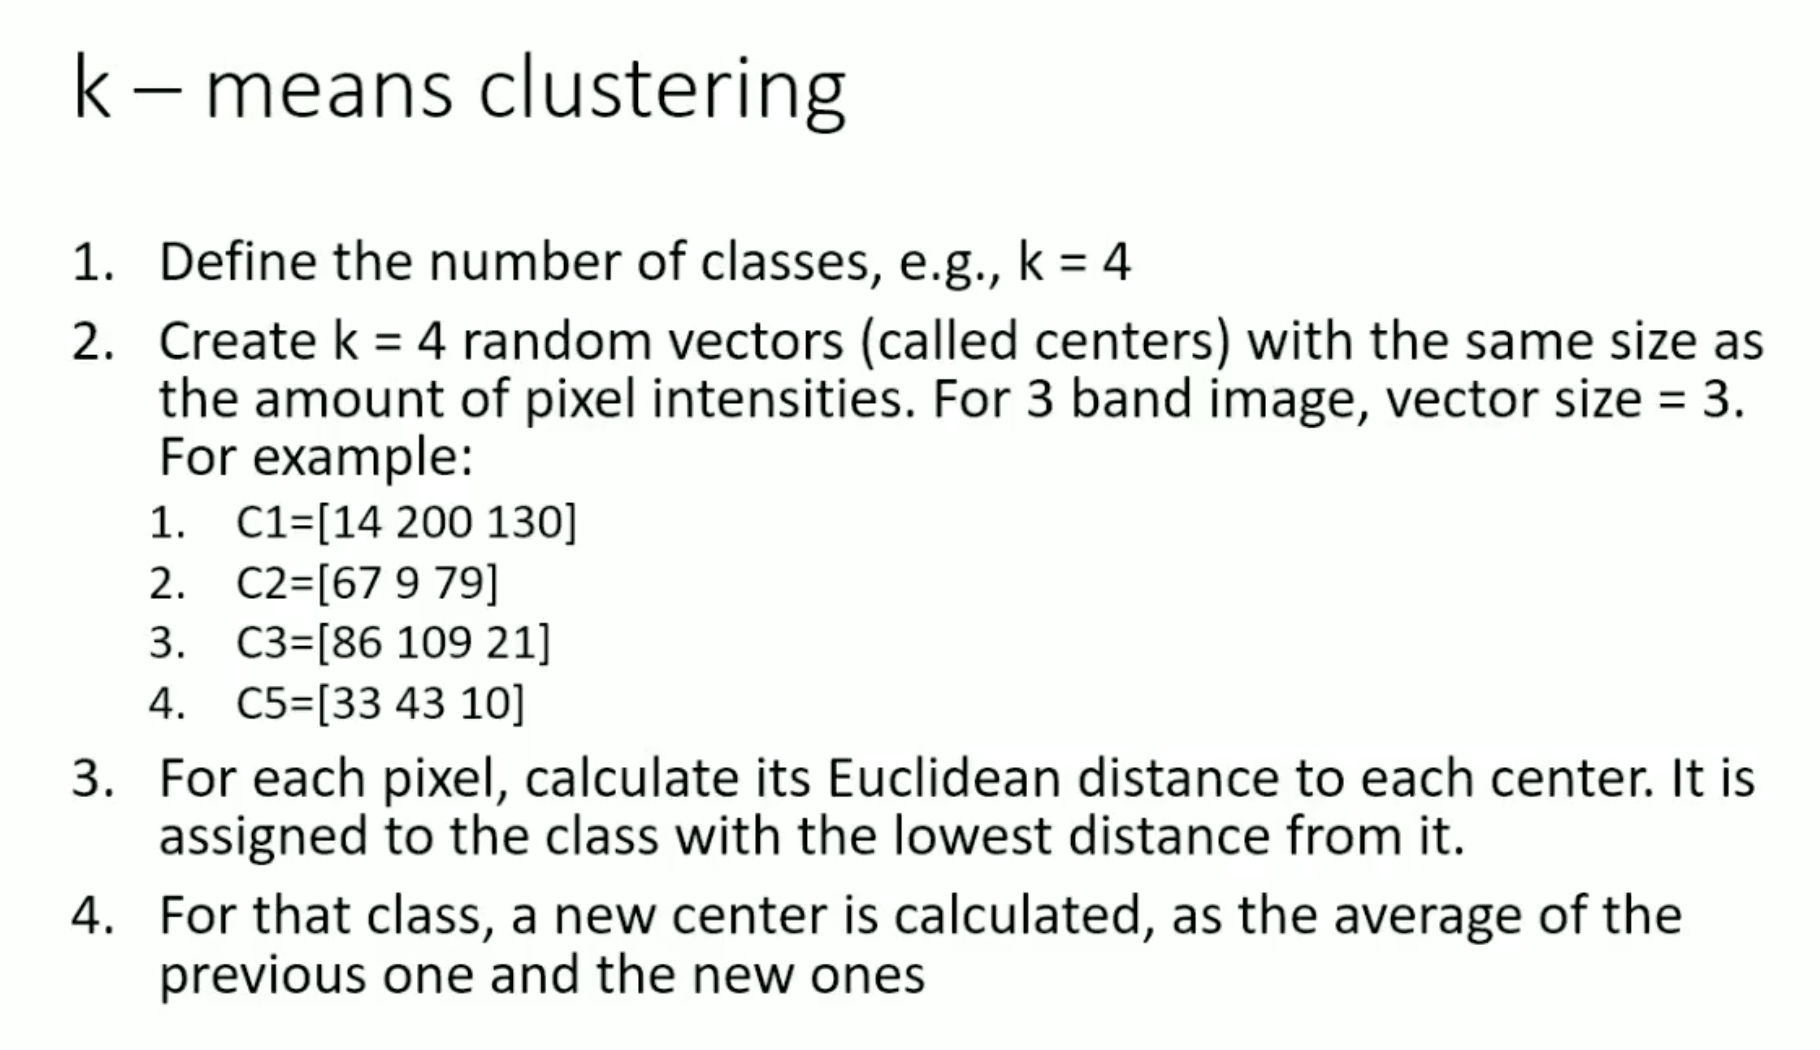 k – means clustering
1. Define the number of classes, e.g., k = 4
2. Create k = 4 random vectors (called centers) with the same size as
the amount of pixel intensities. For 3 band image, vector size = 3.
For example:
1. C1=[14 200 130]
2. C2=[67 9 79]
3. C3=[86 109 21]
4. C5=[33 43 10]
3. For each pixel, calculate its Euclidean distance to each center. It is
assigned to the class with the lowest distance from it.
4. For that class, a new center is calculated, as the average of the
previous one and the new ones